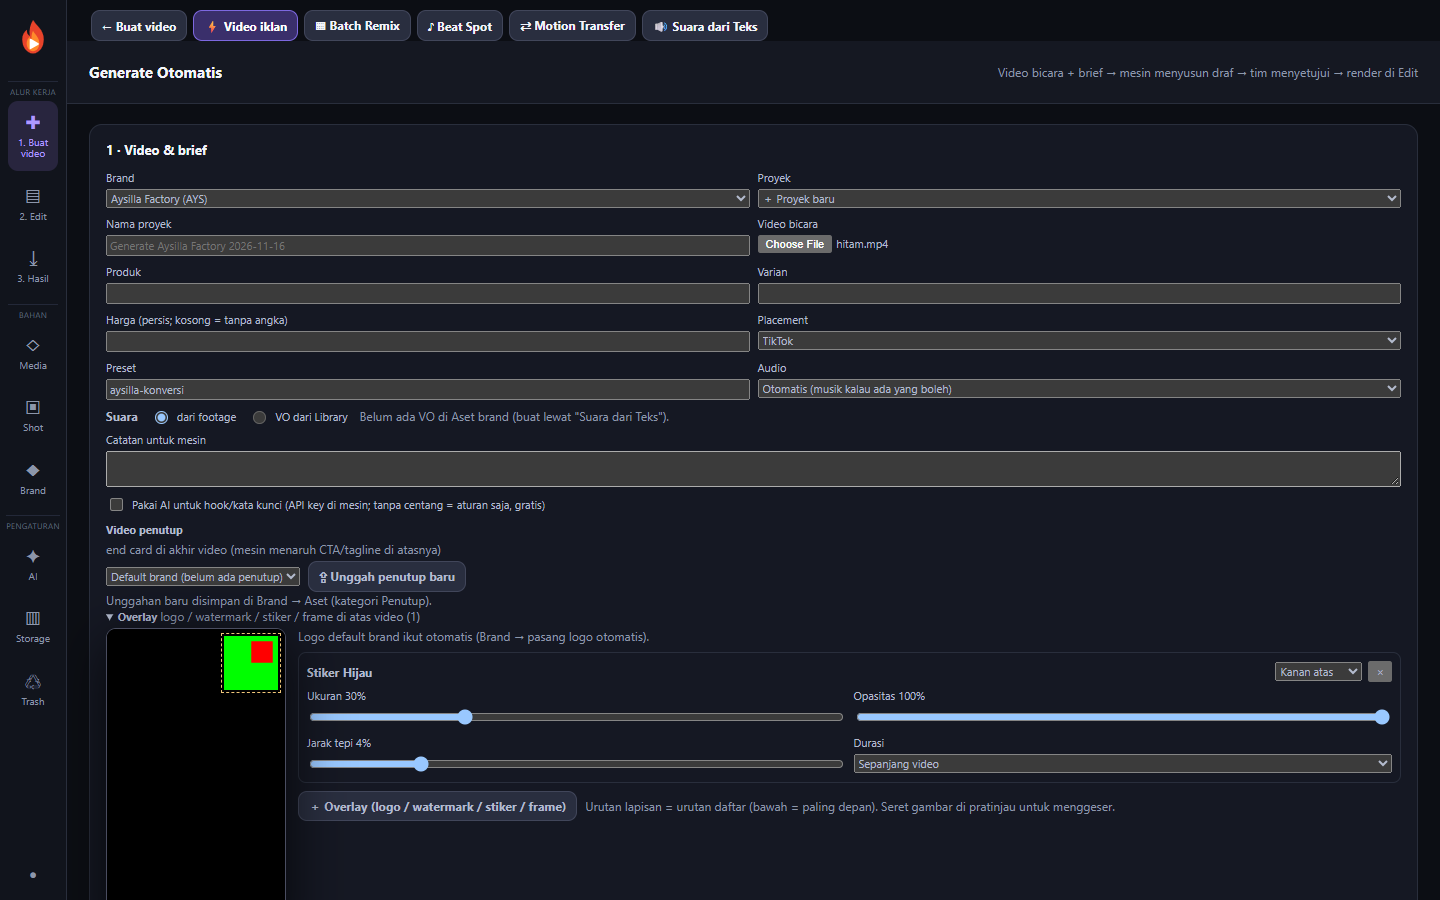 ← Buat video
Video iklan
Batch Remix
Beat Spot
Motion Transfer
Suara dari Teks
Generate Otomatis
Video bicara + brief → mesin menyusun draf → tim menyetujui → render di Edit
ALUR KERJA
1. Buat video
2. Edit
3. Hasil
BAHAN
Media
Shot
Brand
PENGATURAN
AI
Storage
Trash
1 · Video & brief
Brand
Proyek
Aysilla Factory (AYS)
+ Proyek baru
Nama proyek
Video bicara
Generate Aysilla Factory 2026-11-16
Choose File hitam.mp4
Produk
Varian
Harga (persis; kosong = tanpa angka)
Placement
TikTok
Preset
Audio
aysilla-konversi
Otomatis (musik kalau ada yang boleh)
Suara dari footage VO dari Library Belum ada VO di Aset brand (buat lewat "Suara dari Teks").
Catatan untuk mesin
Pakai AI untuk hook/kata kunci (API key di mesin; tanpa centang = aturan saja, gratis)
Video penutup
end card di akhir video (mesin menaruh CTA/tagline di atasnya)
Default brand (belum ada penutup)
Unggah penutup baru
Unggahan baru disimpan di Brand → Aset (kategori Penutup).
▼ Overlay logo / watermark / stiker / frame di atas video (1)
Logo default brand ikut otomatis (Brand → pasang logo otomatis).
Stiker Hijau
Kanan atas
×
Ukuran 30%
Opasitas 100%
Jarak tepi 4%
Durasi
Sepanjang video
+ Overlay (logo / watermark / stiker / frame)
Urutan lapisan = urutan daftar (bawah = paling depan). Seret gambar di pratinjau untuk menggeser.